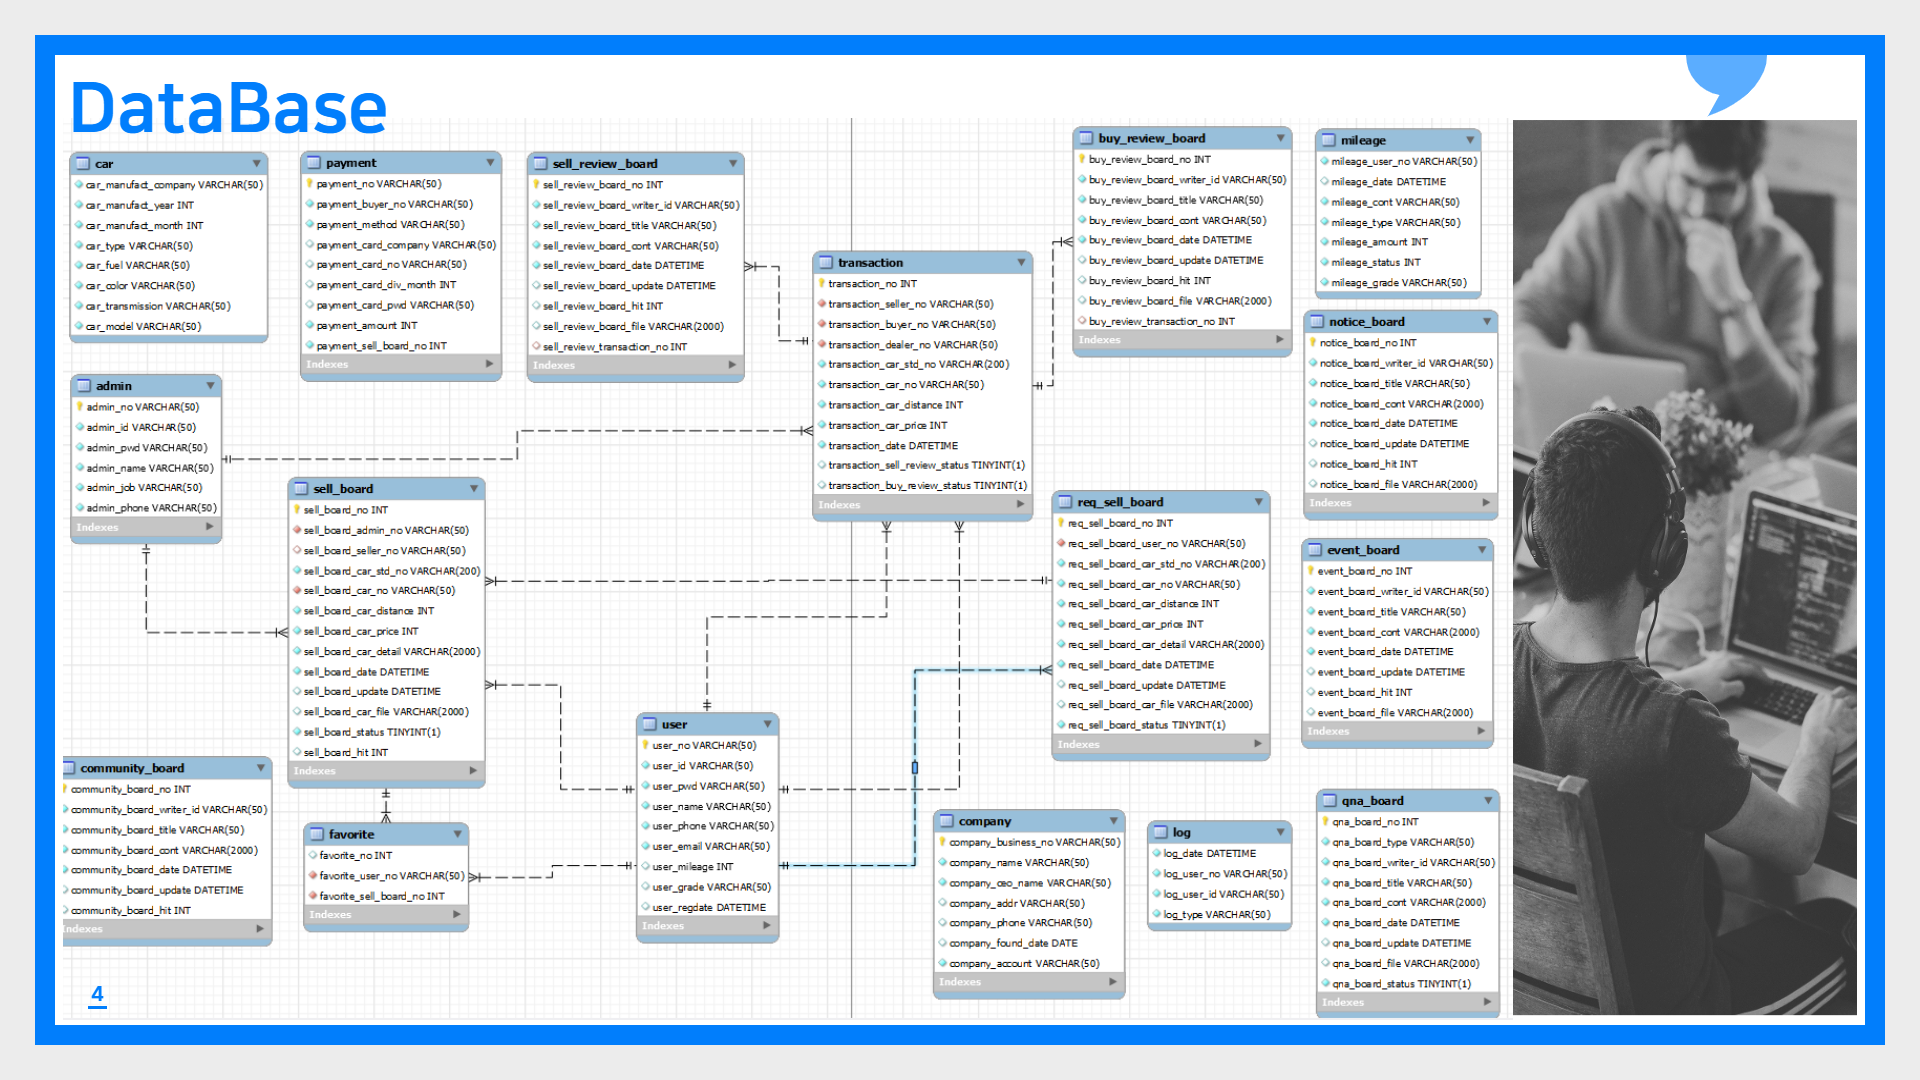 DataBase
car
car_manufact_company VARCHAR(50)
car_manufact_year INT
car_manufact_month INT
car_type VARCHAR(50)
car_fuel VARCHAR(50)
car_color VARCHAR(50)
car_transmission VARCHAR(50)
car_model VARCHAR(50)
payment
payment_no VARCHAR(50)
payment_buyer_no VARCHAR(50)
payment_method VARCHAR(50)
payment_card_company VARCHAR(50)
payment_card_no VARCHAR(50)
payment_card_div_month INT
payment_card_pwd VARCHAR(50)
payment_amount INT
payment_sell_board_no INT
Indexes
sell_review_board
sell_review_board_no INT
sell_review_board_writer_id VARCHAR(50)
sell_review_board_title VARCHAR(50)
sell_review_board_cont VARCHAR(50)
sell_review_board_date DATETIME
sell_review_board_update DATETIME
sell_review_board_hit INT
sell_review_board_file VARCHAR(2000)
sell_review_transaction_no INT
Indexes
transaction
transaction_no INT
transaction_seller_no VARCHAR(50)
transaction_buyer_no VARCHAR(50)
transaction_dealer_no VARCHAR(50)
transaction_car_std_no VARCHAR(200)
transaction_car_no VARCHAR(50)
transaction_car_distance INT
transaction_car_price INT
transaction_date DATETIME
transaction_sell_review_status TINYINT(1)
transaction_buy_review_status TINYINT(1)
Indexes
buy_review_board
buy_review_board_no INT
buy_review_board_writer_id VARCHAR(50)
buy_review_board_title VARCHAR(50)
buy_review_board_cont VARCHAR(50)
buy_review_board_date DATETIME
buy_review_board_update DATETIME
buy_review_board_hit INT
buy_review_board_file VARCHAR(2000)
buy_review_transaction_no INT
Indexes
mileage
mileage_user_no VARCHAR(50)
mileage_date DATETIME
mileage_cont VARCHAR(50)
mileage_type VARCHAR(50)
mileage_amount INT
mileage_status INT
mileage_grade VARCHAR(50)
notice_board
notice_board_no INT
notice_board_writer_id VARCHAR(50)
notice_board_title VARCHAR(50)
notice_board_cont VARCHAR(2000)
notice_board_date DATETIME
notice_board_update DATETIME
notice_board_hit INT
notice_board_file VARCHAR(2000)
Indexes
admin
admin_no VARCHAR(50)
admin_id VARCHAR(50)
admin_pwd VARCHAR(50)
admin_name VARCHAR(50)
admin_job VARCHAR(50)
admin_phone VARCHAR(50)
Indexes
sell_board
sell_board_no INT
sell_board_admin_no VARCHAR(50)
sell_board_seller_no VARCHAR(50)
sell_board_car_std_no VARCHAR(200)
sell_board_car_no VARCHAR(50)
sell_board_car_distance INT
sell_board_car_price INT
sell_board_car_detail VARCHAR(2000)
sell_board_date DATETIME
sell_board_update DATETIME
sell_board_car_file VARCHAR(2000)
sell_board_status TINYINT(1)
sell_board_hit INT
Indexes
req_sell_board
req_sell_board_no INT
req_sell_board_user_no VARCHAR(50)
req_sell_board_car_std_no VARCHAR(200)
req_sell_board_car_no VARCHAR(50)
req_sell_board_car_distance INT
req_sell_board_car_price INT
req_sell_board_car_detail VARCHAR(2000)
req_sell_board_date DATETIME
req_sell_board_update DATETIME
req_sell_board_car_file VARCHAR(2000)
req_sell_board_status TINYINT(1)
Indexes
event_board
event_board_no INT
event_board_writer_id VARCHAR(50)
event_board_title VARCHAR(50)
event_board_cont VARCHAR(2000)
event_board_date DATETIME
event_board_update DATETIME
event_board_hit INT
event_board_file VARCHAR(2000)
Indexes
community_board
community_board_no INT
community_board_writer_id VARCHAR(50)
community_board_title VARCHAR(50)
community_board_cont VARCHAR(2000)
community_board_date DATETIME
community_board_update DATETIME
community_board_hit INT
Indexes
favorite
favorite_no INT
favorite_user_no VARCHAR(50)
favorite_sell_board_no INT
Indexes
user
user_no VARCHAR(50)
user_id VARCHAR(50)
user_pwd VARCHAR(50)
user_name VARCHAR(50)
user_phone VARCHAR(50)
user_email VARCHAR(50)
user_mileage INT
user_grade VARCHAR(50)
user_regdate DATETIME
Indexes
company
company_business_no VARCHAR(50)
company_name VARCHAR(50)
company_ceo_name VARCHAR(50)
company_addr VARCHAR(50)
company_phone VARCHAR(50)
company_found_date DATE
company_account VARCHAR(50)
Indexes
log
log_date DATETIME
log_user_no VARCHAR(50)
log_user_id VARCHAR(50)
log_type VARCHAR(50)
qna_board
qna_board_no INT
qna_board_type VARCHAR(50)
qna_board_writer_id VARCHAR(50)
qna_board_title VARCHAR(50)
qna_board_cont VARCHAR(2000)
qna_board_date DATETIME
qna_board_update DATETIME
qna_board_file VARCHAR(2000)
qna_board_status TINYINT(1)
Indexes
4